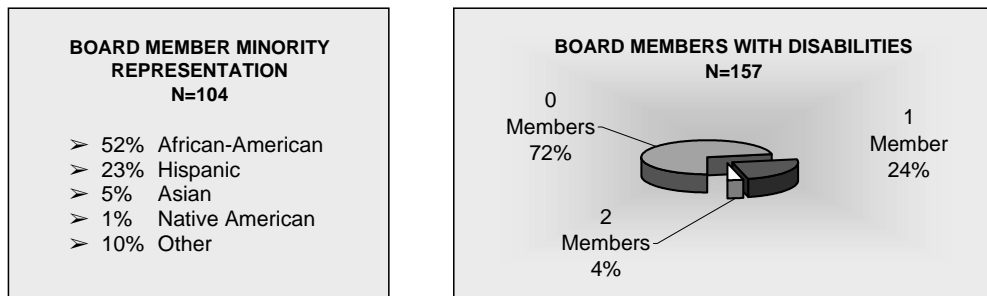 BOARD MEMBER MINORITY
REPRESENTATION
N=104
➢ 52% African-American
➢ 23% Hispanic
➢ 5% Asian
➢ 1% Native American
➢ 10% Other
BOARD MEMBERS WITH DISABILITIES
N=157
0
Members
72%
1
Member
24%
2
Members
4%